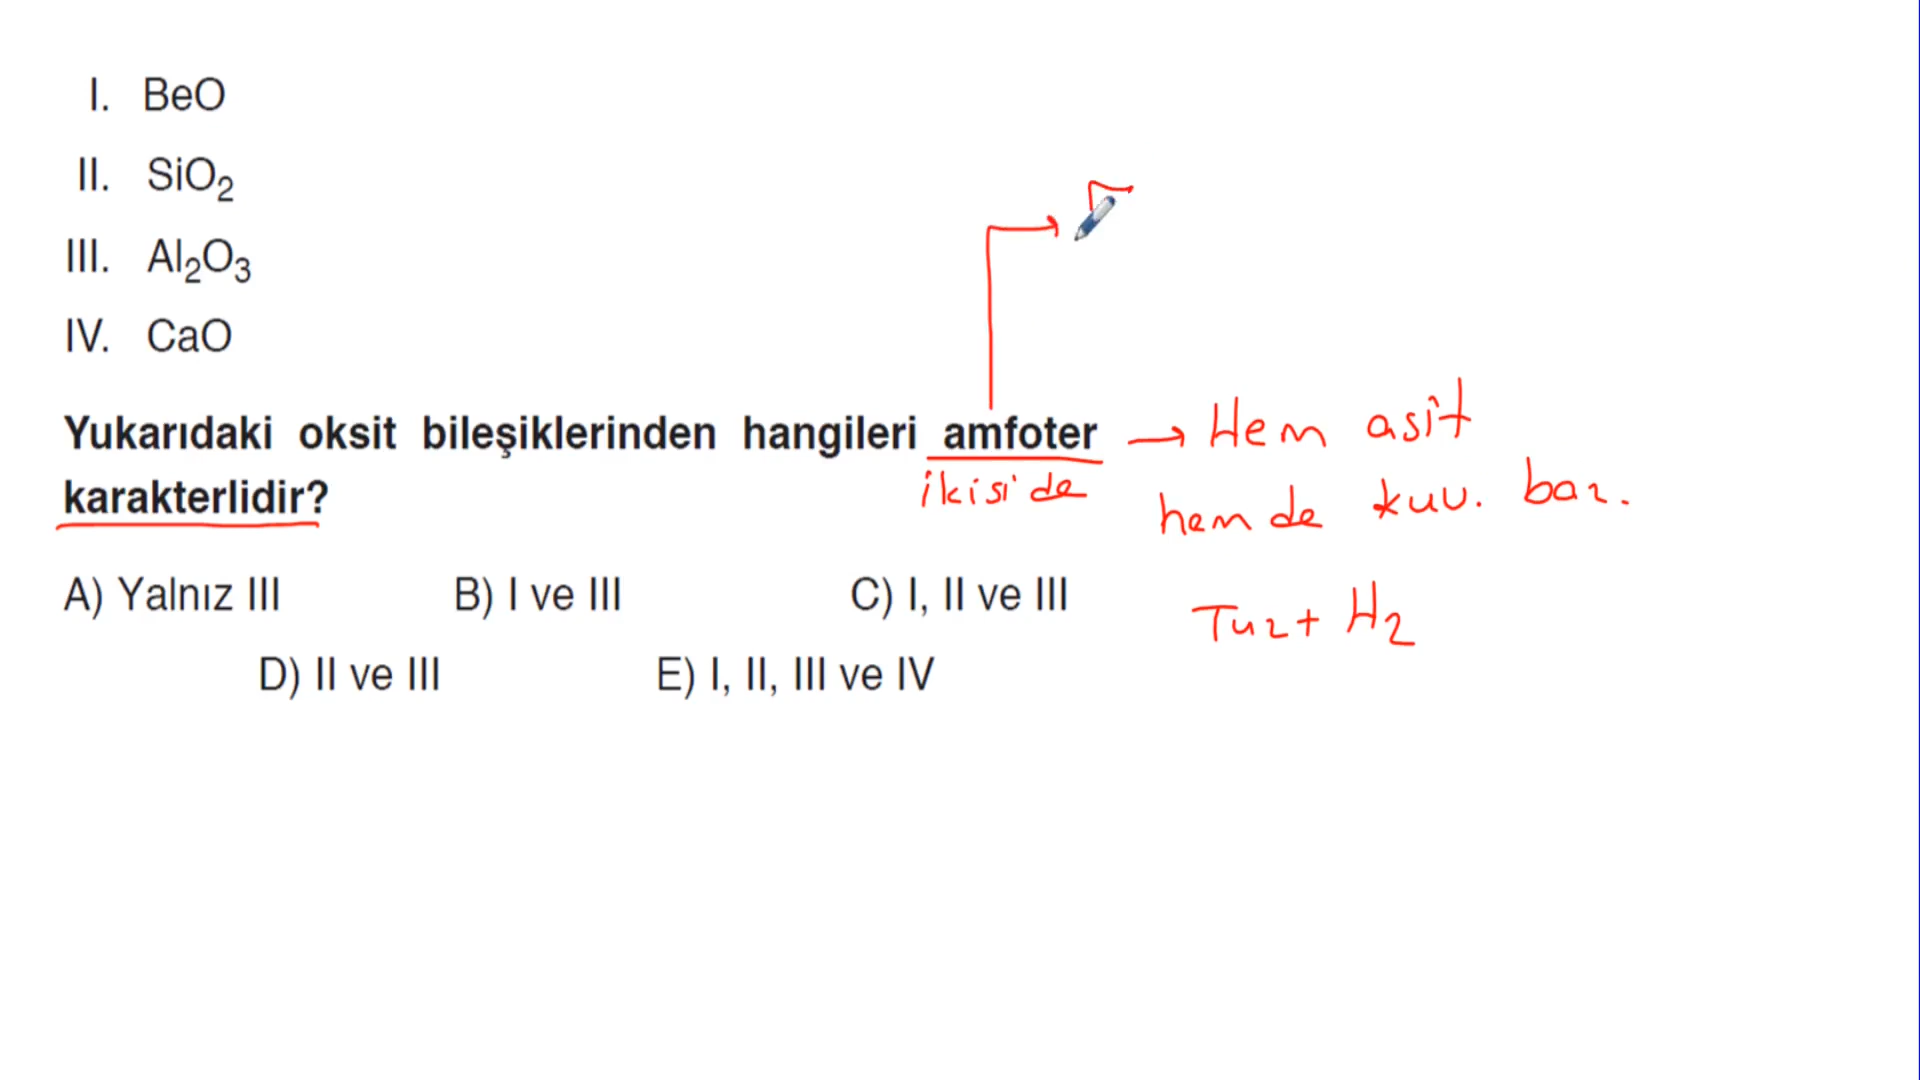 I. BeO
II. SiO₂
III. Al₂O₃
IV. CaO
Yukarıdaki oksit bileşiklerinden hangileri amfoter → Hem asit
karakterlidir? ikisi de hem de kuv. baz.
A) Yalnız III B) I ve III C) I, II ve III Tuz + H₂
D) II ve III E) I, II, III ve IV